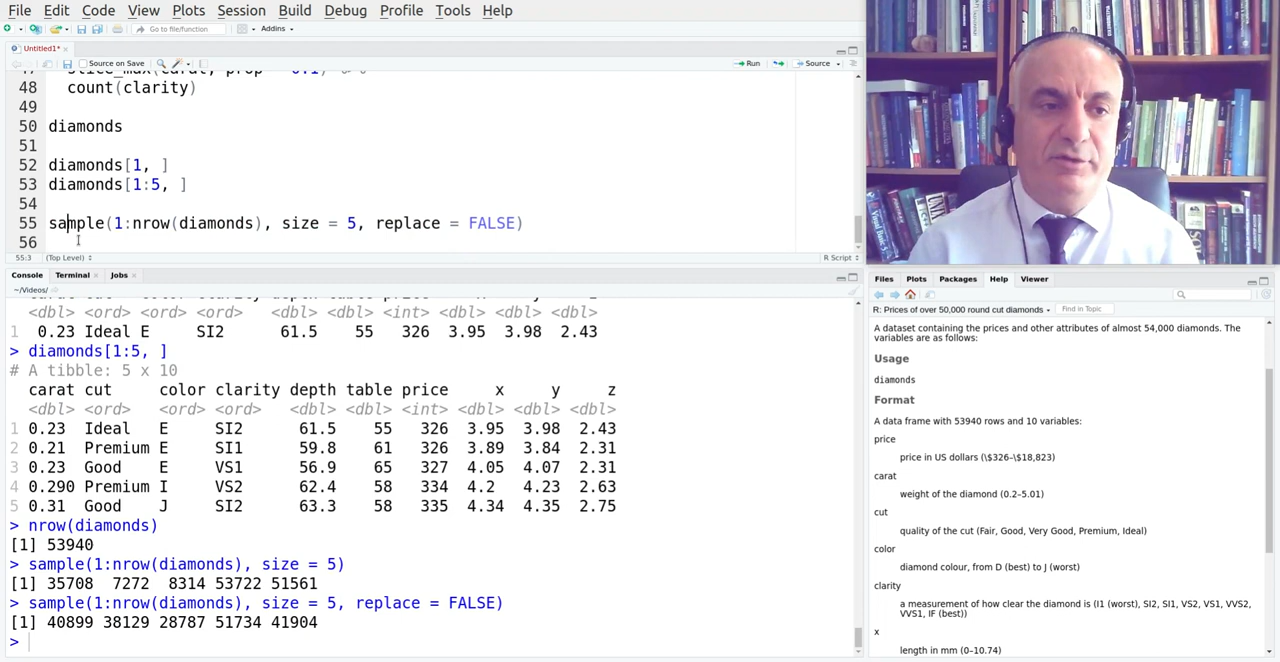 File Edit Code View Plots Session Build Debug Profile Tools Help
Go to file/function Addins
Untitled1*
Source on Save Run Source
47 slice_max(carat, prop = 0.1) %>%
48 count(clarity)
49
50 diamonds
51
52 diamonds[1, ]
53 diamonds[1:5, ]
54
55 sample(1:nrow(diamonds), size = 5, replace = FALSE)
56
55:3 (Top Level) R Script
Console Terminal Jobs
~/Videos/
carat cut color clarity depth table price x y z
<dbl> <ord> <ord> <ord> <dbl> <dbl> <int> <dbl> <dbl> <dbl>
1 0.23 Ideal E SI2 61.5 55 326 3.95 3.98 2.43
> diamonds[1:5, ]
# A tibble: 5 x 10
carat cut color clarity depth table price x y z
<dbl> <ord> <ord> <ord> <dbl> <dbl> <int> <dbl> <dbl> <dbl>
1 0.23 Ideal E SI2 61.5 55 326 3.95 3.98 2.43
2 0.21 Premium E SI1 59.8 61 326 3.89 3.84 2.31
3 0.23 Good E VS1 56.9 65 327 4.05 4.07 2.31
4 0.290 Premium I VS2 62.4 58 334 4.2 4.23 2.63
5 0.31 Good J SI2 63.3 58 335 4.34 4.35 2.75
> nrow(diamonds)
[1] 53940
> sample(1:nrow(diamonds), size = 5)
[1] 35708 7272 8314 53722 51561
> sample(1:nrow(diamonds), size = 5, replace = FALSE)
[1] 40899 38129 28787 51734 41904
>
Files Plots Packages Help Viewer
R: Prices of over 50,000 round cut diamonds Find in Topic
A dataset containing the prices and other attributes of almost 54,000 diamonds. The
variables are as follows:
Usage
diamonds
Format
A data frame with 53940 rows and 10 variables:
price
price in US dollars (\$326–\$18,823)
carat
weight of the diamond (0.2–5.01)
cut
quality of the cut (Fair, Good, Very Good, Premium, Ideal)
color
diamond colour, from D (best) to J (worst)
clarity
a measurement of how clear the diamond is (I1 (worst), SI2, SI1, VS2, VS1, VVS2,
VVS1, IF (best))
x
length in mm (0–10.74)